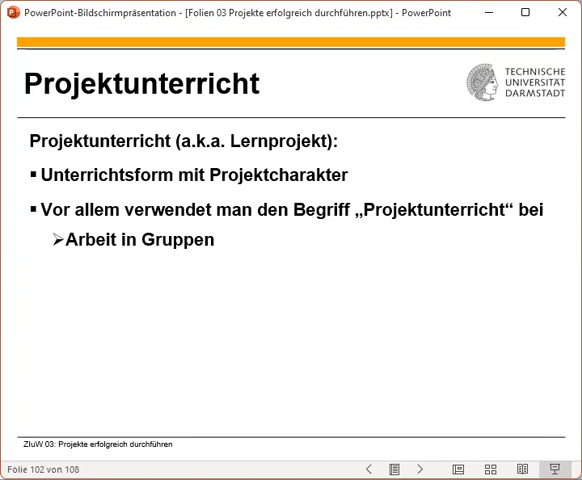 PowerPoint-Bildschirmpräsentation - [Folien 03 Projekte erfolgreich durchführen.pptx] - PowerPoint
Projektunterricht
TECHNISCHE
UNIVERSITÄT
DARMSTADT
Projektunterricht (a.k.a. Lernprojekt):
▪ Unterrichtsform mit Projektcharakter
▪ Vor allem verwendet man den Begriff „Projektunterricht“ bei
➢Arbeit in Gruppen
ZIuW 03: Projekte erfolgreich durchführen
Folie 102 von 108